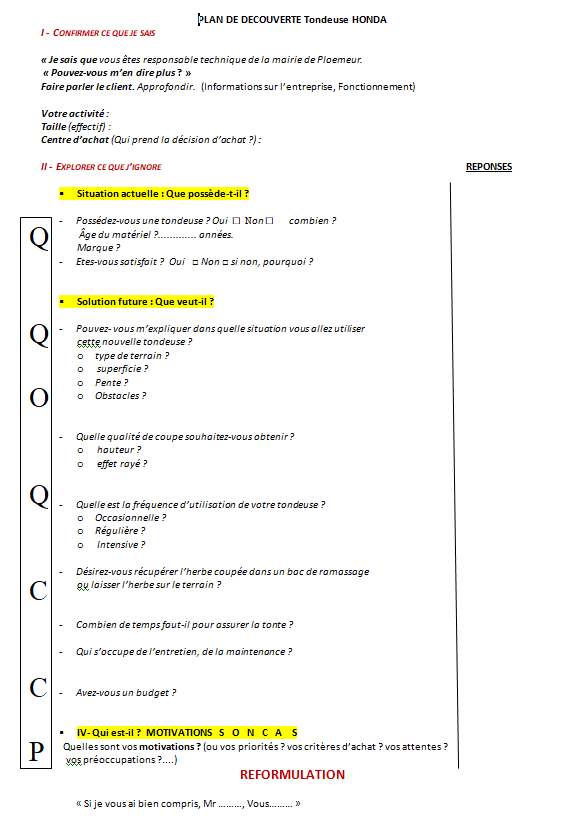 PLAN DE DECOUVERTE Tondeuse HONDA
I - CONFIRMER CE QUE JE SAIS
« Je sais que vous êtes responsable technique de la mairie de Ploemeur.
« Pouvez-vous m'en dire plus ? »
Faire parler le client. Approfondir. (Informations sur l'entreprise, Fonctionnement)
Votre activité :
Taille (effectif) :
Centre d'achat (Qui prend la décision d'achat ?) :
II - EXPLORER CE QUE J'IGNORE
REPONSES
▪ Situation actuelle : Que possède-t-il ?
Q
- Possédez-vous une tondeuse ? Oui □ Non □ combien ?
Âge du matériel ?............. années.
Marque ?
- Etes-vous satisfait ? Oui □ Non □ si non, pourquoi ?
▪ Solution future : Que veut-il ?
Q
- Pouvez- vous m'expliquer dans quelle situation vous allez utiliser
cette nouvelle tondeuse ?
o type de terrain ?
o superficie ?
o Pente ?
o Obstacles ?
O
- Quelle qualité de coupe souhaitez-vous obtenir ?
o hauteur ?
o effet rayé ?
Q
- Quelle est la fréquence d'utilisation de votre tondeuse ?
o Occasionnelle ?
o Régulière ?
o Intensive ?
- Désirez-vous récupérer l'herbe coupée dans un bac de ramassage
ou laisser l'herbe sur le terrain ?
C
- Combien de temps faut-il pour assurer la tonte ?
- Qui s'occupe de l'entretien, de la maintenance ?
C
- Avez-vous un budget ?
▪ IV- Qui est-il ? MOTIVATIONS S O N C A S
P
Quelles sont vos motivations ? (ou vos priorités ? vos critères d'achat ? vos attentes ?
vos préoccupations ?....)
REFORMULATION
« Si je vous ai bien compris, Mr ........., Vous......... »